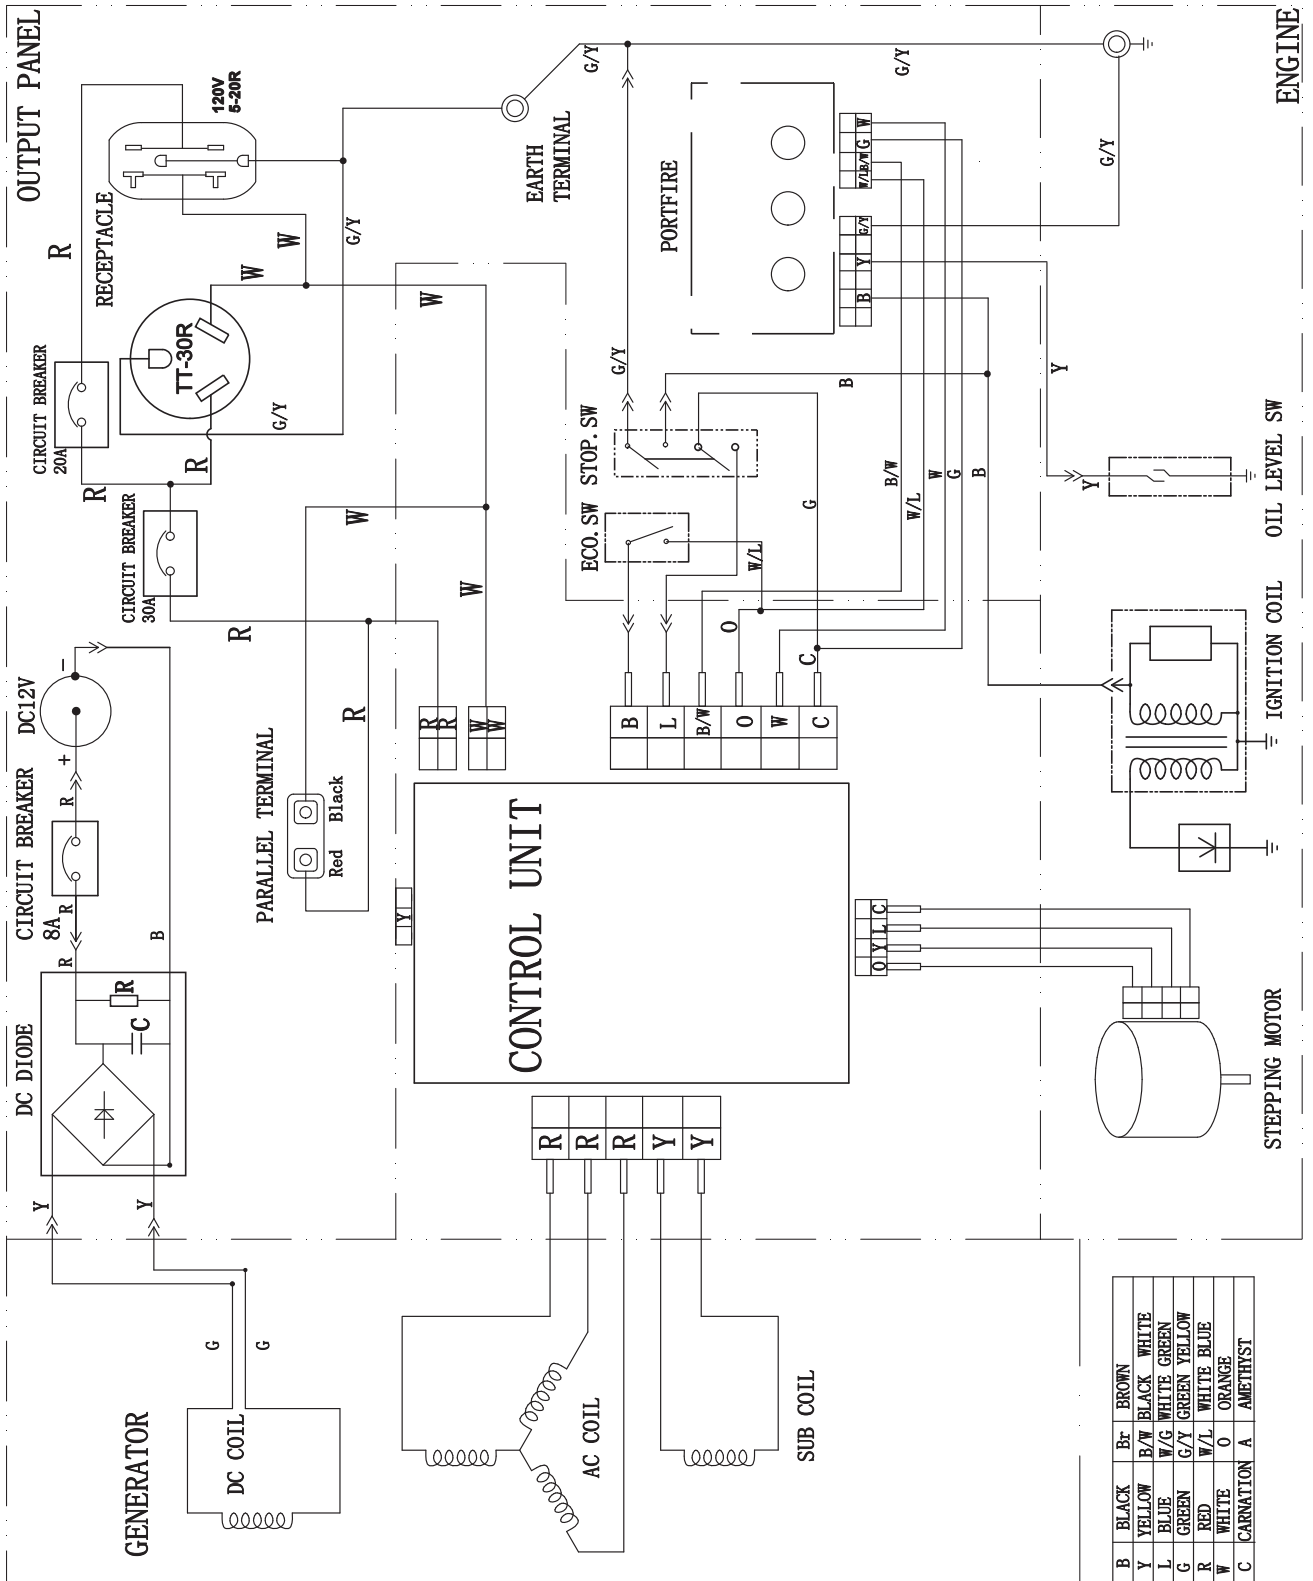 OUTPUT PANEL
RECEPTACLE
120V
5-20R
R
CIRCUIT BREAKER
20A
TT-30R
W
W
W
G/Y
G/Y
R
R
CIRCUIT BREAKER
30A
R
W
W
R
DC12V
+
−
CIRCUIT BREAKER
8A
R
R
R
B
PARALLEL TERMINAL
Red
Black
DC DIODE
R
C
Y
Y
GENERATOR
DC COIL
G
G
AC COIL
SUB COIL
R
R
R
Y
Y
CONTROL UNIT
Y
R
R
W
W
B
L
B/W
O
W
C
O
C
W/L
G
ECO.SW
STOP.SW
G/Y
B
EARTH
TERMINAL
G/Y
G/Y
G/Y
PORTFIRE
W
G
B/W
W/L
G/Y
Y
B
B/W
W/L
W
G
B
Y
Y
OIL LEVEL SW
IGNITION COIL
O
Y
L
C
STEPPING MOTOR
ENGINE
B BLACK Br BROWN
Y YELLOW B/W BLACK WHITE
L BLUE W/G WHITE GREEN
G GREEN G/Y GREEN YELLOW
R RED W/L WHITE BLUE
W WHITE O ORANGE
C CARNATION A AMETHYST